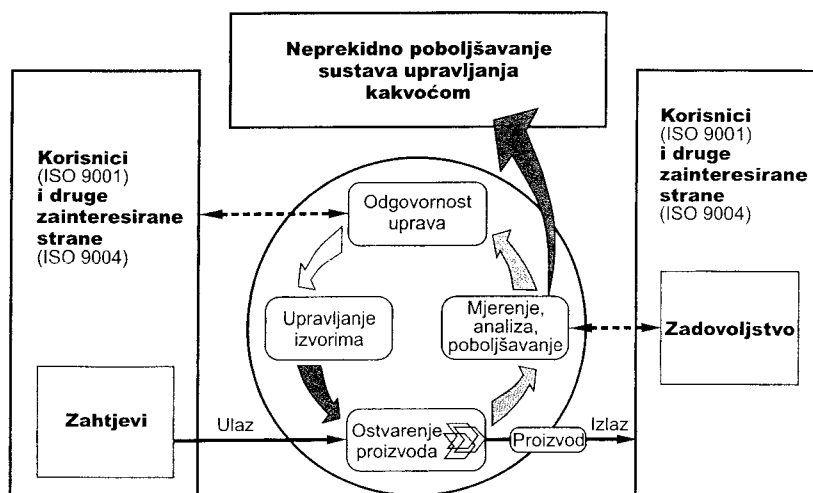 Neprekidno poboljšavanje
sustava upravljanja
kakvoćom
Korisnici
(ISO 9001)
i druge
zainteresirane
strane
(ISO 9004)
Korisnici
(ISO 9001)
i druge
zainteresirane
strane
(ISO 9004)
Odgovornost
uprava
Upravljanje
izvorima
Mjerenje,
analiza,
poboljšavanje
Zadovoljstvo
Zahtjevi
Ulaz
Ostvarenje
proizvoda
Proizvod
Izlaz